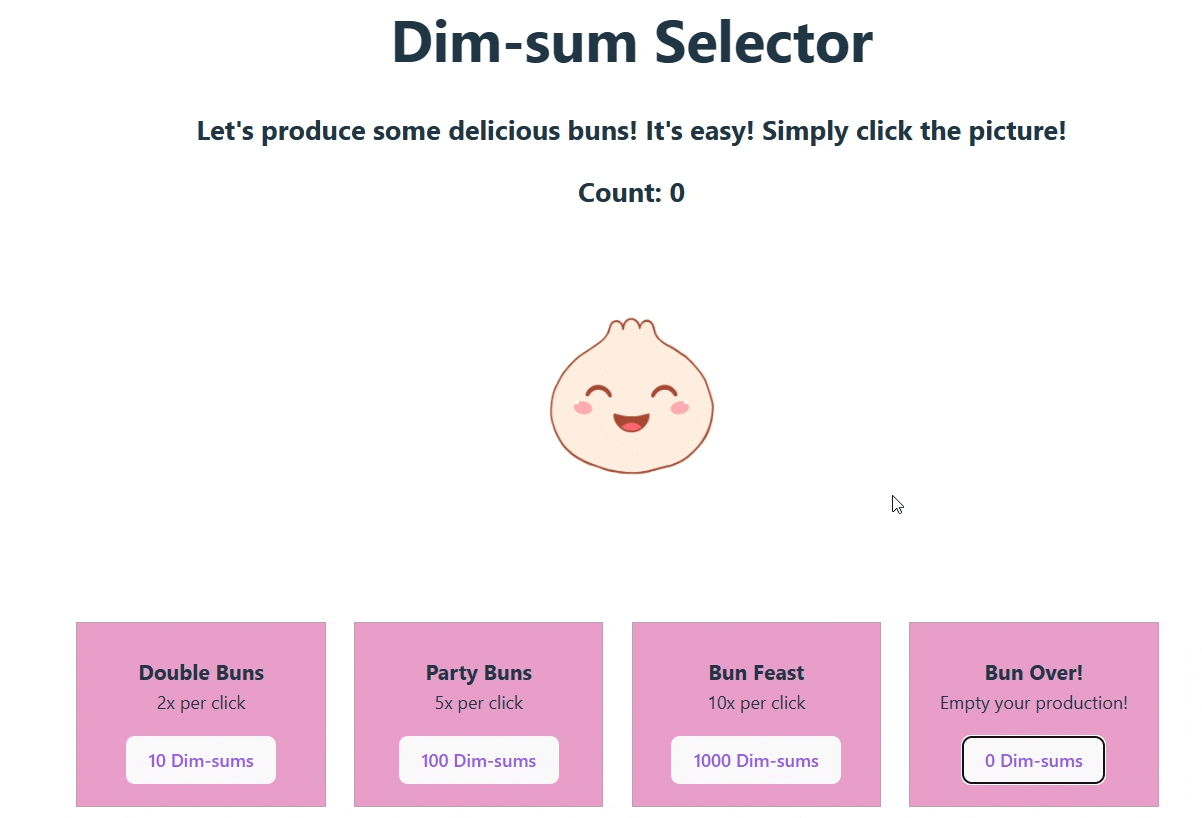 Dim-sum Selector
Let's produce some delicious buns! It's easy! Simply click the picture!
Count: 0
Double Buns
2x per click
10 Dim-sums
Party Buns
5x per click
100 Dim-sums
Bun Feast
10x per click
1000 Dim-sums
Bun Over!
Empty your production!
0 Dim-sums